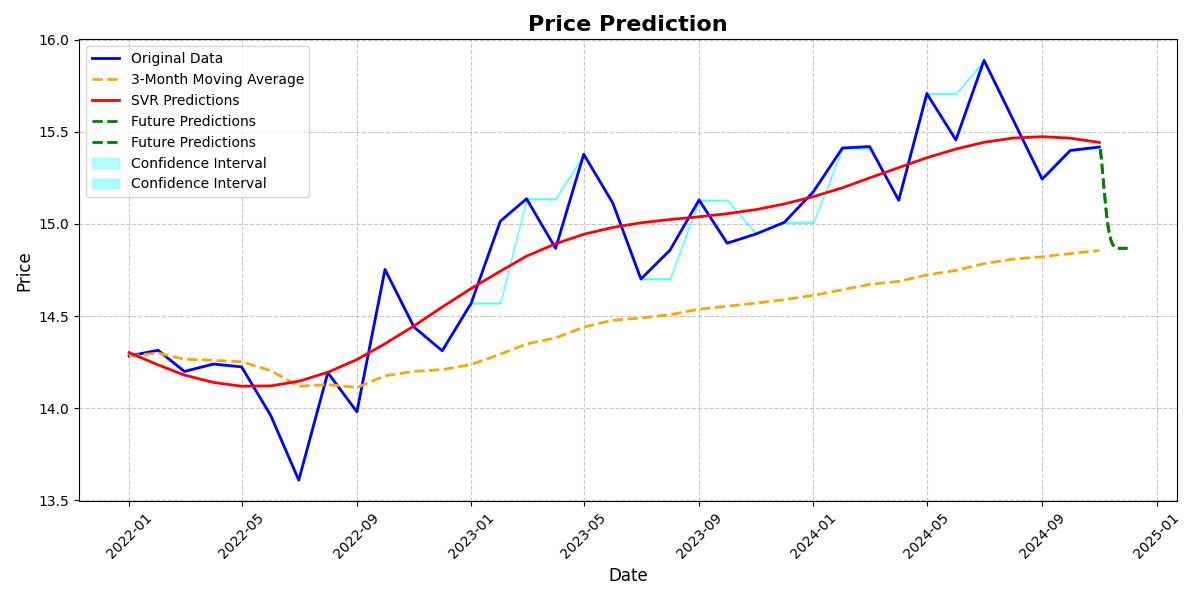 Price Prediction
16.0
15.5
15.0
14.5
14.0
13.5
Price
Original Data
3-Month Moving Average
SVR Predictions
Future Predictions
Future Predictions
Confidence Interval
Confidence Interval
2022-01
2022-05
2022-09
2023-01
2023-05
2023-09
2024-01
2024-05
2024-09
2025-01
Date